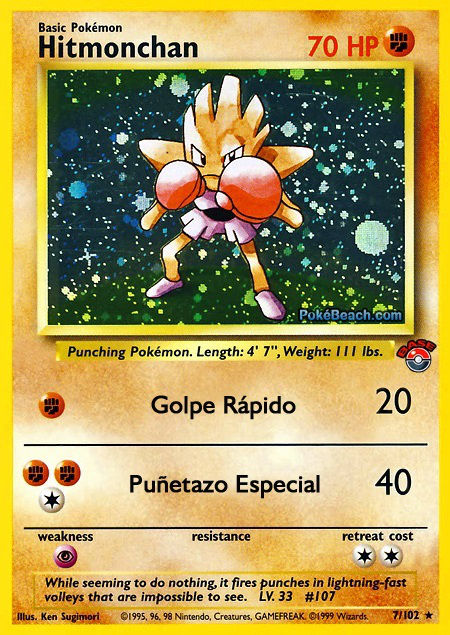 Basic Pokémon
Hitmonchan
70 HP
PokéBeach.com
Punching Pokémon. Length: 4' 7", Weight: 111 lbs.
BASE
Golpe Rápido 20
Puñetazo Especial 40
weakness resistance retreat cost
While seeming to do nothing, it fires punches in lightning-fast
volleys that are impossible to see. LV. 33 #107
Illus. Ken Sugimori ©1995, 96, 98 Nintendo, Creatures, GAMEFREAK. ©1999 Wizards. 7/102 ★